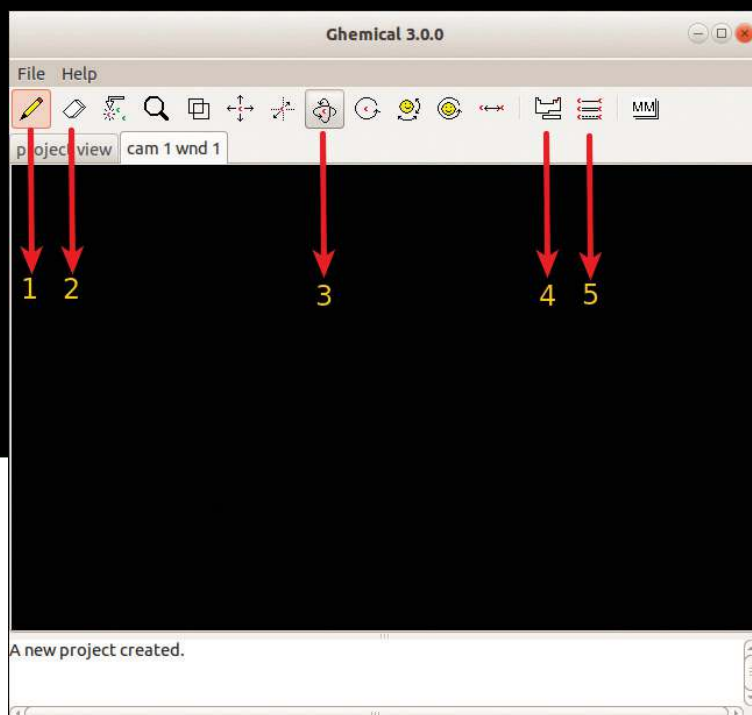 Ghemical 3.0.0
File Help
MM
project view cam 1 wnd 1
1 2 3 4 5
A new project created.